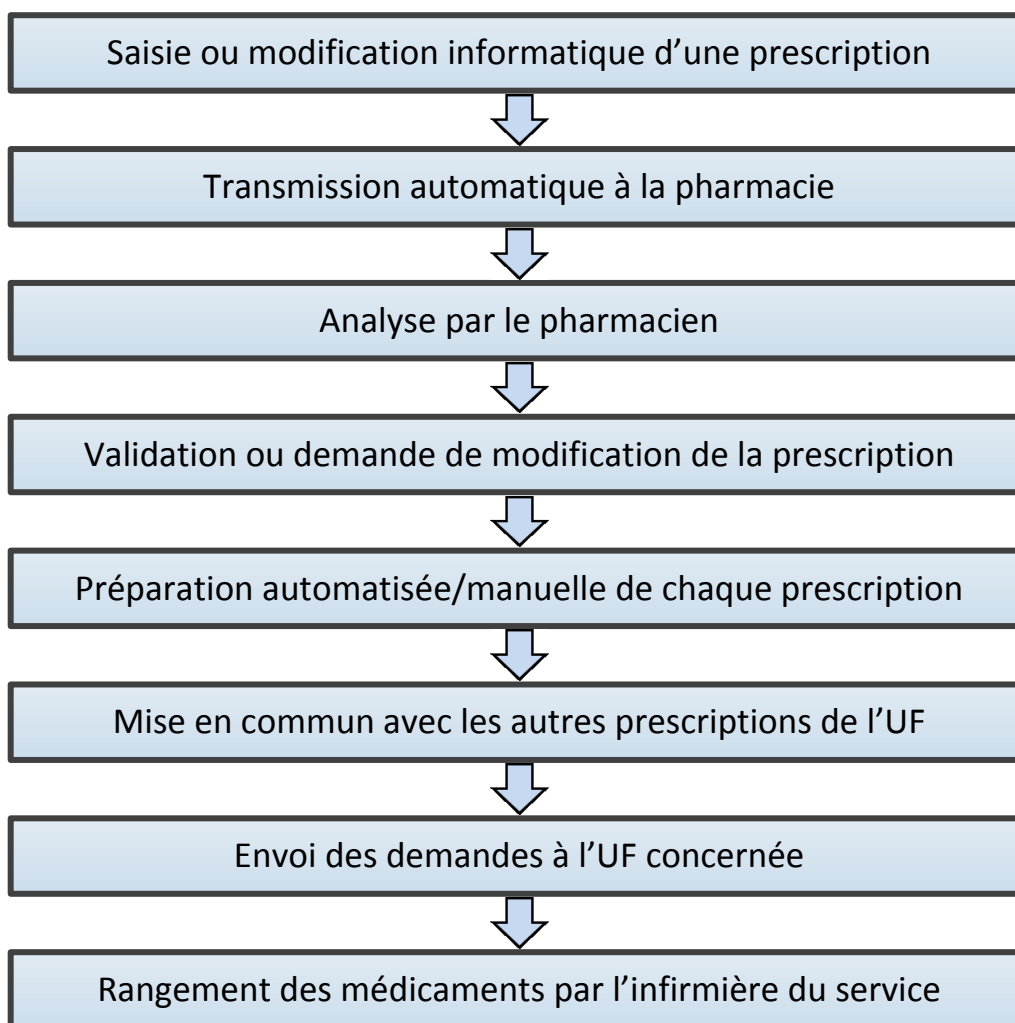 Saisie ou modification informatique d’une prescription
Transmission automatique à la pharmacie
Analyse par le pharmacien
Validation ou demande de modification de la prescription
Préparation automatisée/manuelle de chaque prescription
Mise en commun avec les autres prescriptions de l’UF
Envoi des demandes à l’UF concernée
Rangement des médicaments par l’infirmière du service